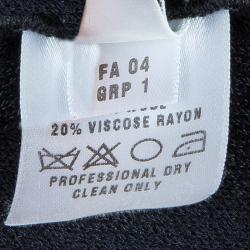 FA 04
GRP 1
20% VISCOSE RAYON
PROFESSIONAL DRY
CLEAN ONLY